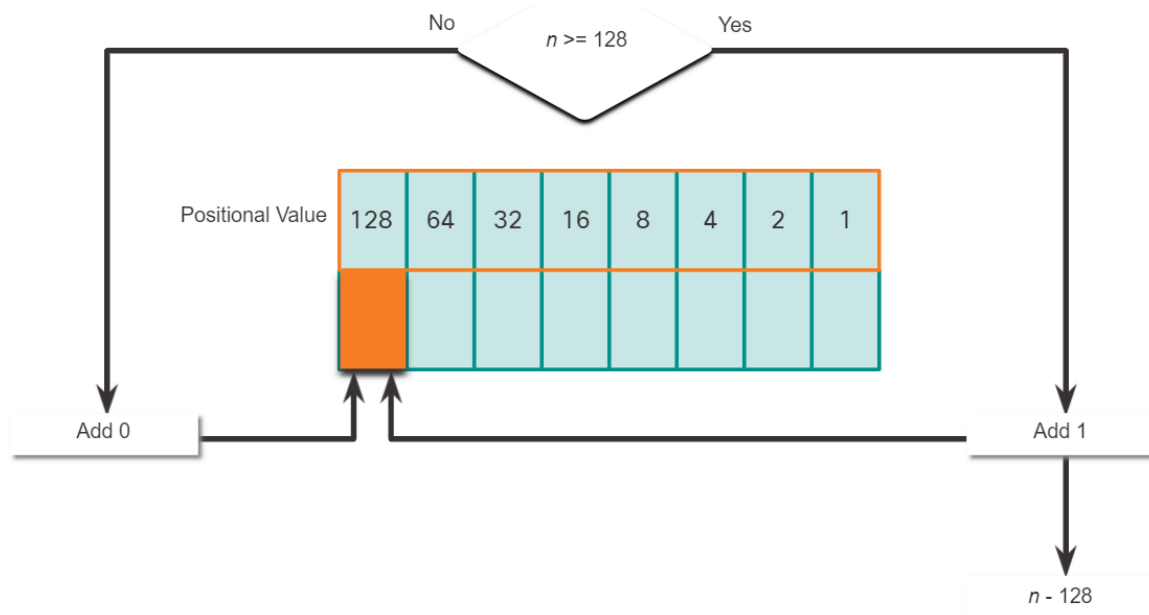 No
n >= 128
Yes
Positional Value
128 64 32 16 8 4 2 1
Add 0
Add 1
n - 128